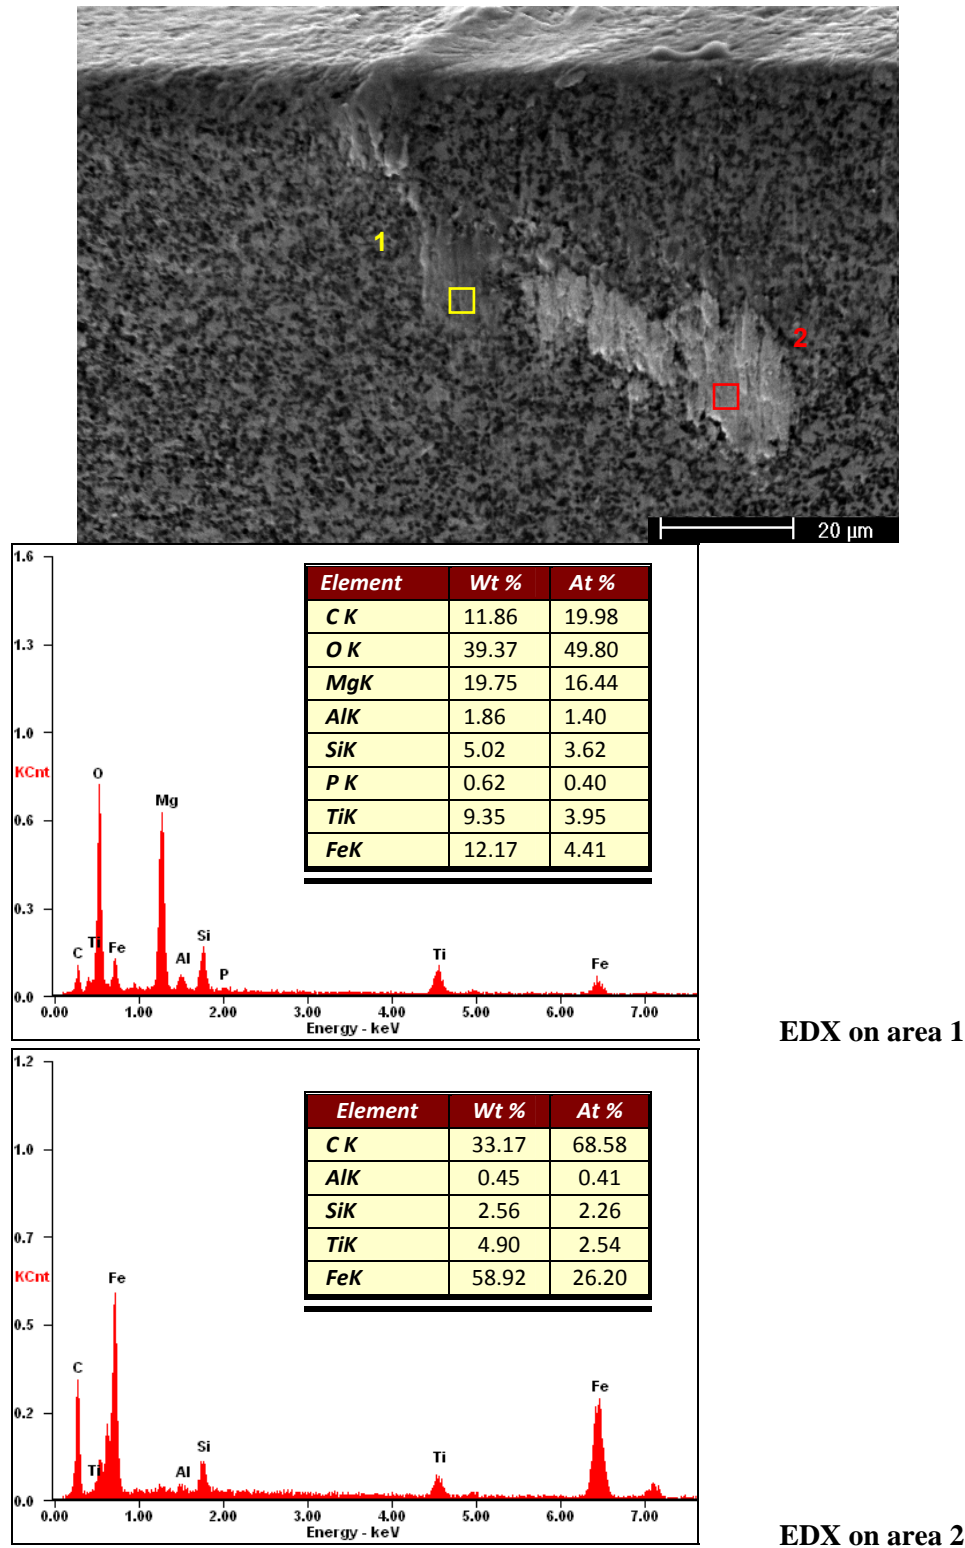 1
2
20 µm
1.6
1.3
1.0
KCnt
0.6
0.3
0.0
Element Wt % At %
C K 11.86 19.98
O K 39.37 49.80
MgK 19.75 16.44
AlK 1.86 1.40
SiK 5.02 3.62
P K 0.62 0.40
TiK 9.35 3.95
FeK 12.17 4.41
O
Mg
C
Ti
Fe
Al
Si
P
Ti
Fe
0.00 1.00 2.00 3.00 4.00 5.00 6.00 7.00
Energy - keV
EDX on area 1
1.2
1.0
0.7
KCnt
0.5
0.2
0.0
Element Wt % At %
C K 33.17 68.58
AlK 0.45 0.41
SiK 2.56 2.26
TiK 4.90 2.54
FeK 58.92 26.20
Fe
C
Ti
Al
Si
Ti
Fe
0.00 1.00 2.00 3.00 4.00 5.00 6.00 7.00
Energy - keV
EDX on area 2